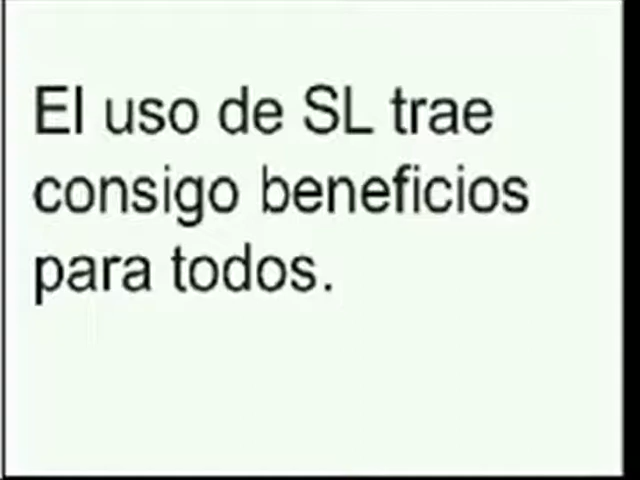 El uso de SL trae
consigo beneficios
para todos.